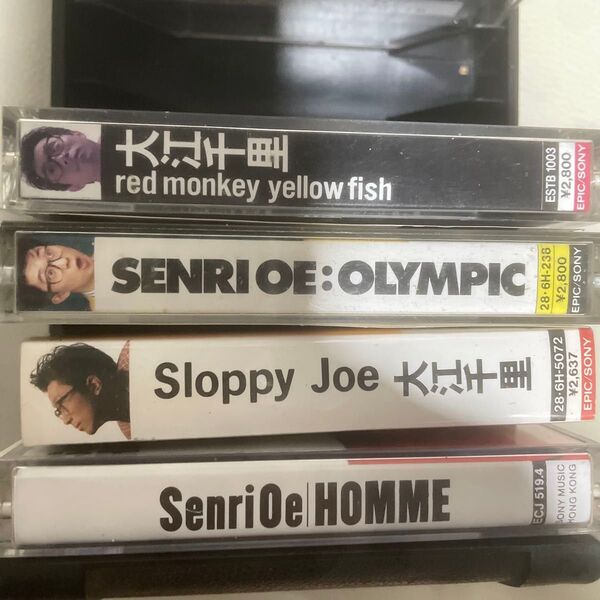 大江千里
red monkey yellow fish
ESTB 1003
¥2,800
EPIC/SONY
SENRI OE:OLYMPIC
28・6H-238
¥2,800
EPIC/SONY
Sloppy Joe 大江千里
28-6H-5072
¥2,637
EPIC/SONY
Senri Oe|HOMME
ECJ 519.4
SONY MUSIC
HONG KONG